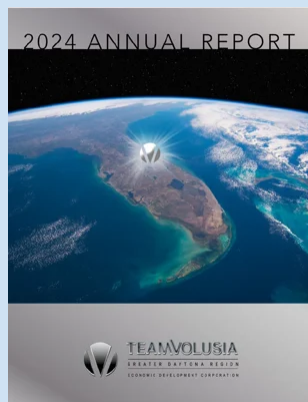 2024 ANNUAL REPORT
TEAMVOLUSIA
GREATER DAYTONA REGION
ECONOMIC DEVELOPMENT CORPORATION